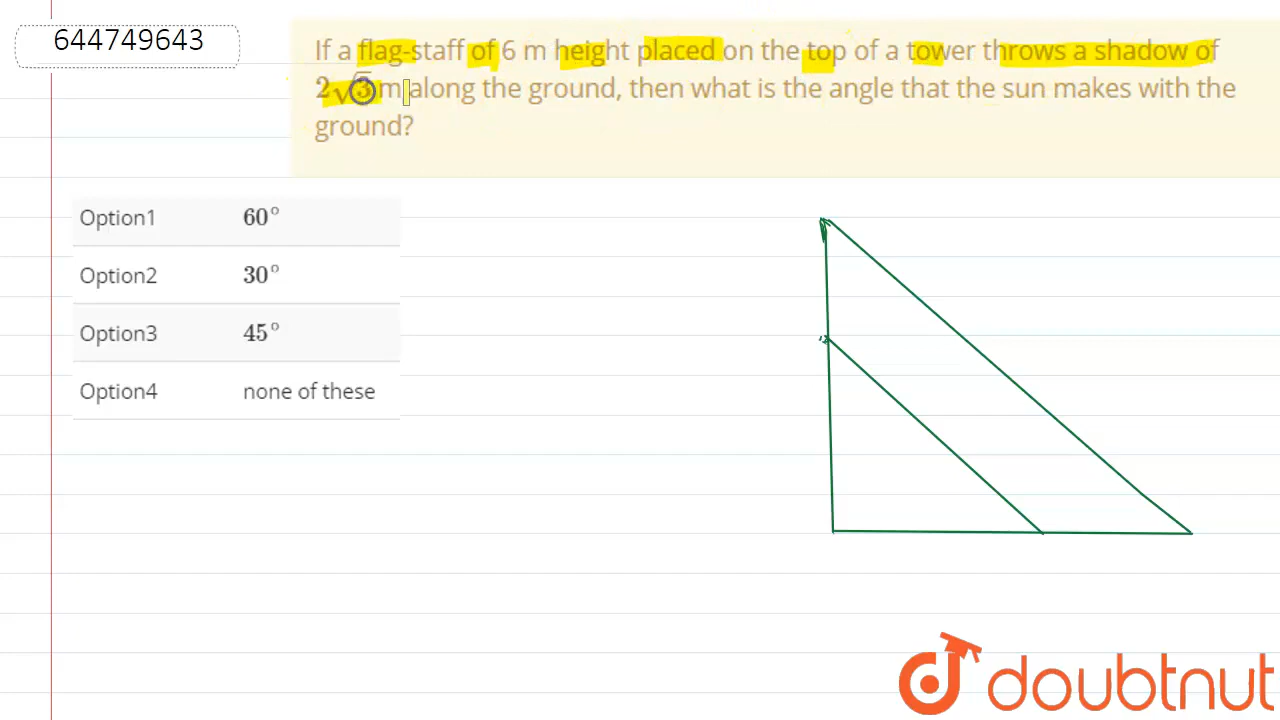 644749643
If a flag-staff of 6 m height placed on the top of a tower throws a shadow of
2√3 m along the ground, then what is the angle that the sun makes with the
ground?
Option1 60°
Option2 30°
Option3 45°
Option4 none of these
doubtnut